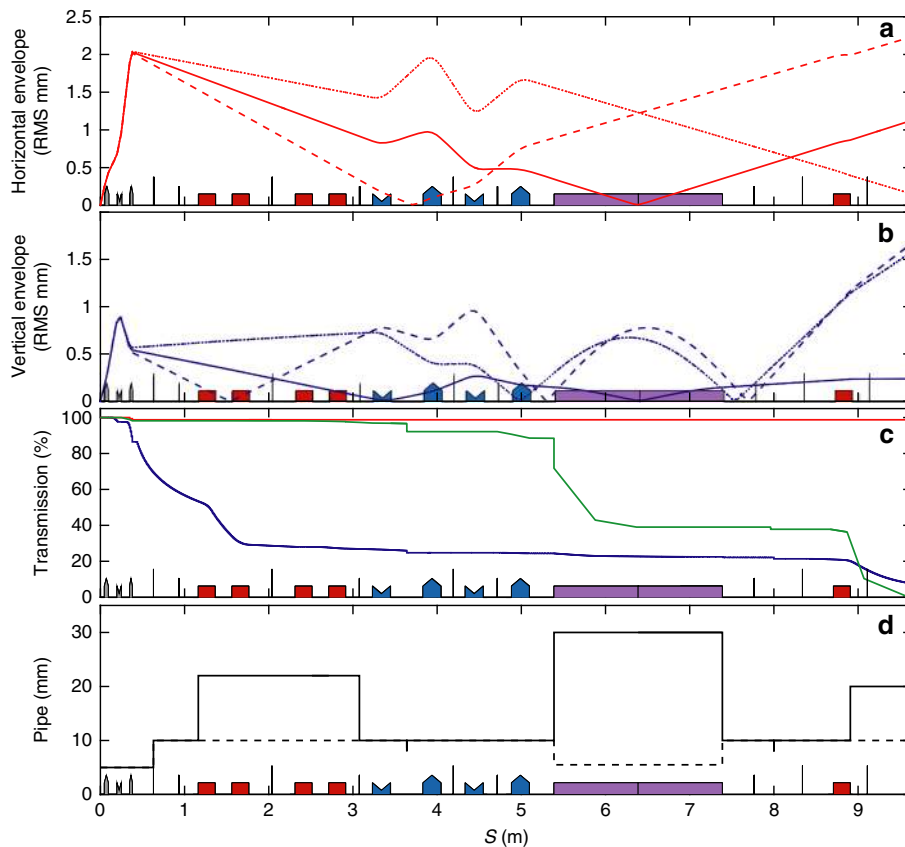 2.5
2
1.5
1
0.5
0
Horizontal envelope
(RMS mm)
a
1.5
1
0.5
0
Vertical envelope
(RMS mm)
b
100
80
60
40
20
0
Transmission (%)
c
30
20
10
0
Pipe (mm)
d
0 1 2 3 4 5 6 7 8 9
S (m)